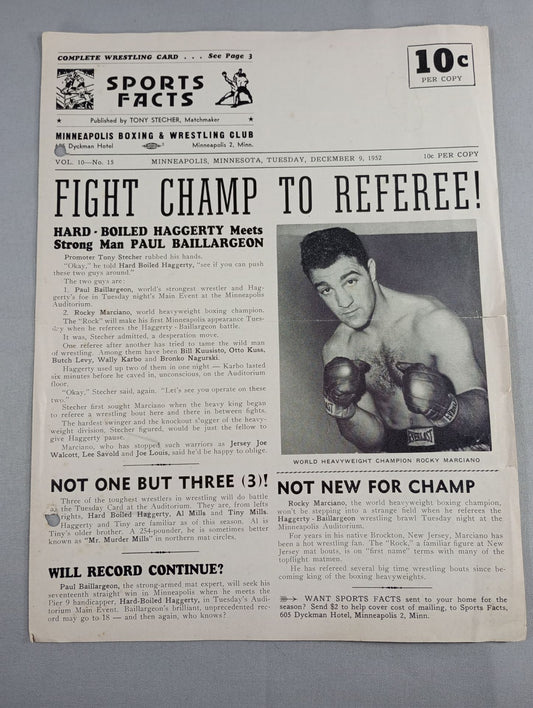 COMPLETE WRESTLING CARD . . . See Page 3
10c
PER COPY
SPORTS
FACTS
Published by TONY STECHER, Matchmaker
MINNEAPOLIS BOXING & WRESTLING CLUB
Dyckman Hotel Minneapolis 2, Minn.
VOL. 10—No. 15 MINNEAPOLIS, MINNESOTA, TUESDAY, DECEMBER 9, 1952 10c PER COPY
FIGHT CHAMP TO REFEREE!
HARD-BOILED HAGGERTY Meets
Strong Man PAUL BAILLARGEON
Promoter Tony Stecher rubbed his hands.
"Okay," he told Hard Boiled Haggerty, "see if you can push
these two guys around."
The two guys are:
1. Paul Baillargeon, world's strongest wrestler and Hag-
gerty's foe in Tuesday night's Main Event at the Minneapolis
Auditorium.
2. Rocky Marciano, world heavyweight boxing champion.
The "Rock" will make his first Minneapolis appearance Tues-
day when he referees the Haggerty - Baillargeon battle.
It was, Stecher admitted, a desperation move.
One referee after another has tried to tame the wild man
of wrestling. Among them have been Bill Kuusisto, Otto Kuss,
Butch Levy, Wally Karbo and Bronko Nagurski.
Haggerty used up two of them in one night — Karbo lasted
six minutes before he caved in, unconscious, on the Auditorium
floor.
"Okay," Stecher said, again. "Let's see you operate on these
two."
Stecher first sought Marciano when the heavy king began
to referee a wrestling bout here and there in between fights.
The hardest swinger and the knockout slugger of the heavy-
weight division, Stecher figured, would be just the fellow to
give Haggerty pause.
Marciano, who has stopped such warriors as Jersey Joe
Walcott, Lee Savold and Joe Louis, said he'd be happy to oblige.
EVERLAST
WORLD HEAVYWEIGHT CHAMPION ROCKY MARCIANO
NOT ONE BUT THREE (3)!
Three of the toughest wrestlers in wrestling will do battle
on the Tuesday Card at the Auditorium. They are, from left
rights, Hard Boiled Haggerty, Al Mills and Tiny Mills.
Haggerty and Tiny are familiar as of this season. Al is
Tiny's older brother. A 254-pounder, he is sometimes better
known as "Mr. Murder Mills" in northern mat circles.
WILL RECORD CONTINUE?
Paul Baillargeon, the strong-armed mat expert, will seek his
seventeenth straight win in Minneapolis when he meets the
Pier 9 handicapper, Hard-Boiled Haggerty, in Tuesday's Audi-
torium Main Event. Baillargeon's brilliant, unprecedented rec-
ord may go to 18 — and then again, who knows?
NOT NEW FOR CHAMP
Rocky Marciano, the world heavyweight boxing champion,
won't be stepping into a strange field when he referees the
Haggerty - Baillargeon wrestling brawl Tuesday night at the
Minneapolis Auditorium.
For years in his native Brockton, New Jersey, Marciano has
been a hot wrestling fan. The "Rock," a familiar figure at New
Jersey mat bouts, is on "first name" terms with many of the
topflight matmen.
He has refereed several big time wrestling bouts since be-
coming king of the boxing heavyweights.
WANT SPORTS FACTS sent to your home for the
season? Send $2 to help cover cost of mailing, to Sports Facts,
605 Dyckman Hotel, Minneapolis 2, Minn.